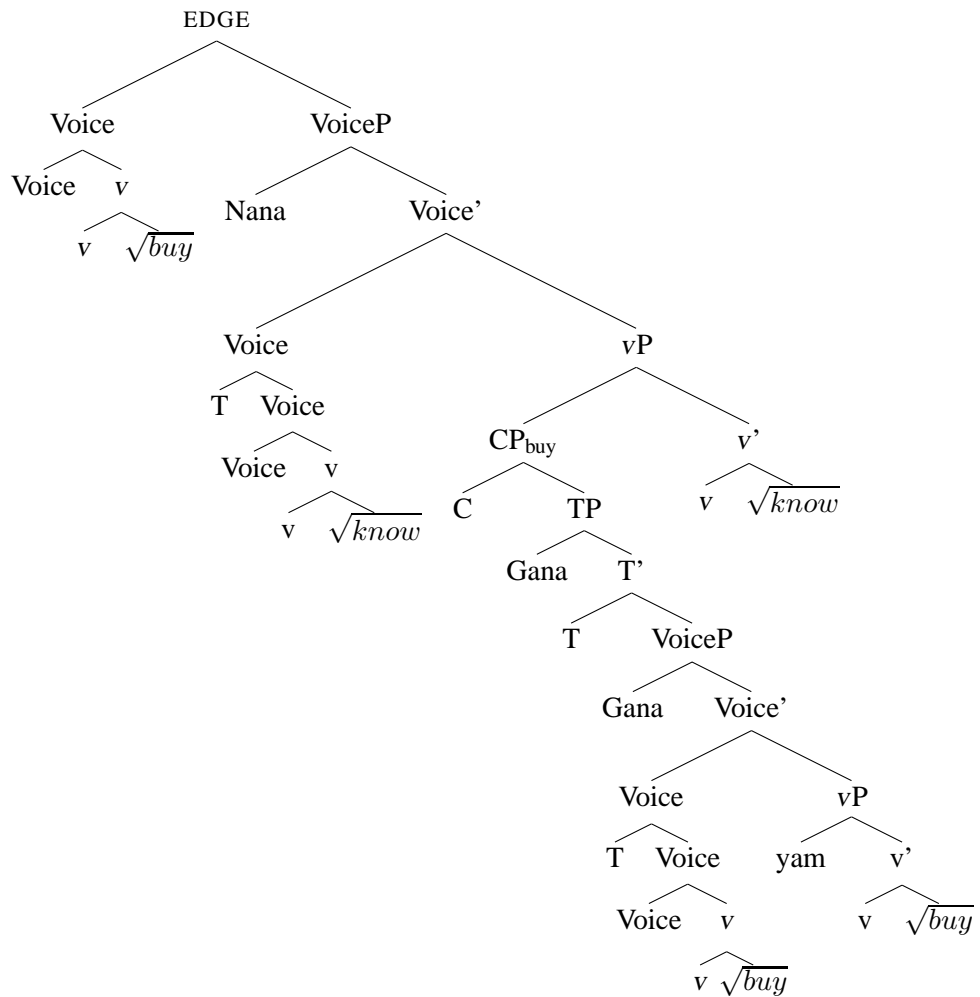 EDGE
Voice VoiceP
Voice v Nana Voice’
v √buy
Voice vP
T Voice CPbuy v’
Voice v C TP v √know
v √know Gana T’
T VoiceP
Gana Voice’
Voice vP
T Voice yam v’
Voice v v √buy
v √buy